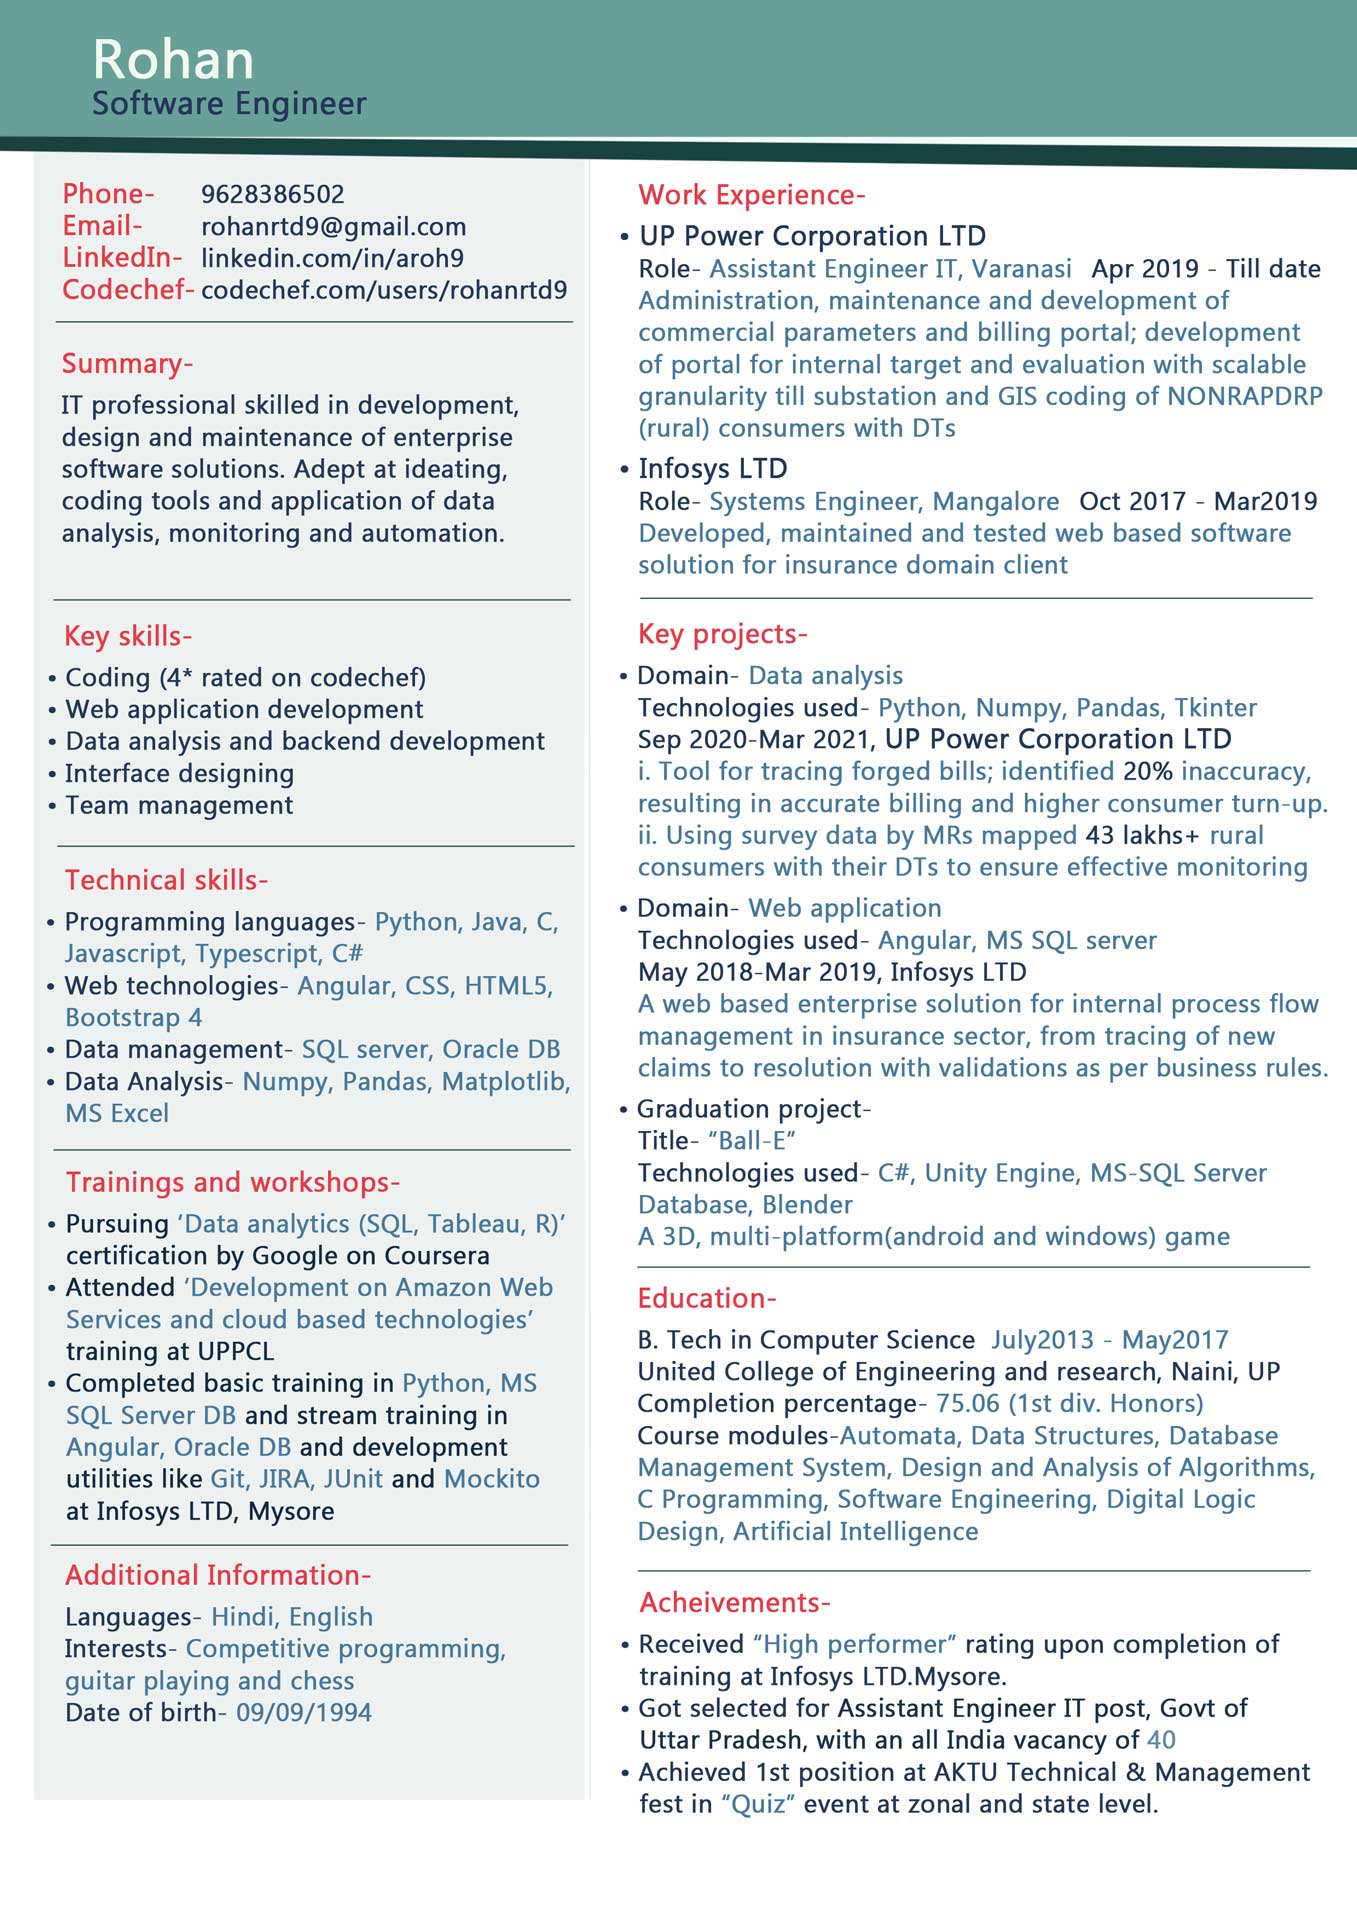 Rohan
Software Engineer
Phone- 9628386502
Email- rohanrtd9@gmail.com
LinkedIn- linkedin.com/in/aroh9
Codechef- codechef.com/users/rohanrtd9
Summary-
IT professional skilled in development,
design and maintenance of enterprise
software solutions. Adept at ideating,
coding tools and application of data
analysis, monitoring and automation.
Key skills-
• Coding (4* rated on codechef)
• Web application development
• Data analysis and backend development
• Interface designing
• Team management
Technical skills-
• Programming languages- Python, Java, C,
Javascript, Typescript, C#
• Web technologies- Angular, CSS, HTML5,
Bootstrap 4
• Data management- SQL server, Oracle DB
• Data Analysis- Numpy, Pandas, Matplotlib,
MS Excel
Trainings and workshops-
• Pursuing ‘Data analytics (SQL, Tableau, R)’
certification by Google on Coursera
• Attended ‘Development on Amazon Web
Services and cloud based technologies’
training at UPPCL
• Completed basic training in Python, MS
SQL Server DB and stream training in
Angular, Oracle DB and development
utilities like Git, JIRA, JUnit and Mockito
at Infosys LTD, Mysore
Additional Information-
Languages- Hindi, English
Interests- Competitive programming,
guitar playing and chess
Date of birth- 09/09/1994
Work Experience-
• UP Power Corporation LTD
Role- Assistant Engineer IT, Varanasi Apr 2019 - Till date
Administration, maintenance and development of
commercial parameters and billing portal; development
of portal for internal target and evaluation with scalable
granularity till substation and GIS coding of NONRAPDRP
(rural) consumers with DTs
• Infosys LTD
Role- Systems Engineer, Mangalore Oct 2017 - Mar2019
Developed, maintained and tested web based software
solution for insurance domain client
Key projects-
• Domain- Data analysis
Technologies used- Python, Numpy, Pandas, Tkinter
Sep 2020-Mar 2021, UP Power Corporation LTD
i. Tool for tracing forged bills; identified 20% inaccuracy,
resulting in accurate billing and higher consumer turn-up.
ii. Using survey data by MRs mapped 43 lakhs+ rural
consumers with their DTs to ensure effective monitoring
• Domain- Web application
Technologies used- Angular, MS SQL server
May 2018-Mar 2019, Infosys LTD
A web based enterprise solution for internal process flow
management in insurance sector, from tracing of new
claims to resolution with validations as per business rules.
• Graduation project-
Title- “Ball-E”
Technologies used- C#, Unity Engine, MS-SQL Server
Database, Blender
A 3D, multi-platform(android and windows) game
Education-
B. Tech in Computer Science July2013 - May2017
United College of Engineering and research, Naini, UP
Completion percentage- 75.06 (1st div. Honors)
Course modules-Automata, Data Structures, Database
Management System, Design and Analysis of Algorithms,
C Programming, Software Engineering, Digital Logic
Design, Artificial Intelligence
Acheivements-
• Received “High performer” rating upon completion of
training at Infosys LTD.Mysore.
• Got selected for Assistant Engineer IT post, Govt of
Uttar Pradesh, with an all India vacancy of 40
• Achieved 1st position at AKTU Technical & Management
fest in “Quiz” event at zonal and state level.